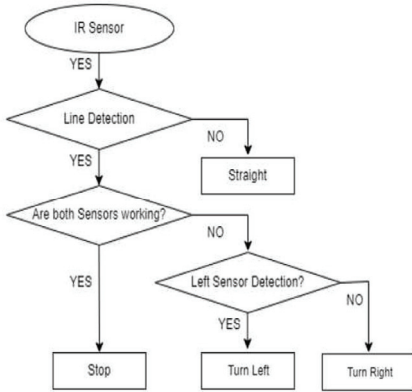 IR Sensor
YES
Line Detection
NO
YES
Straight
Are both Sensors working?
NO
YES
Left Sensor Detection?
YES
NO
Stop
Turn Left
Turn Right